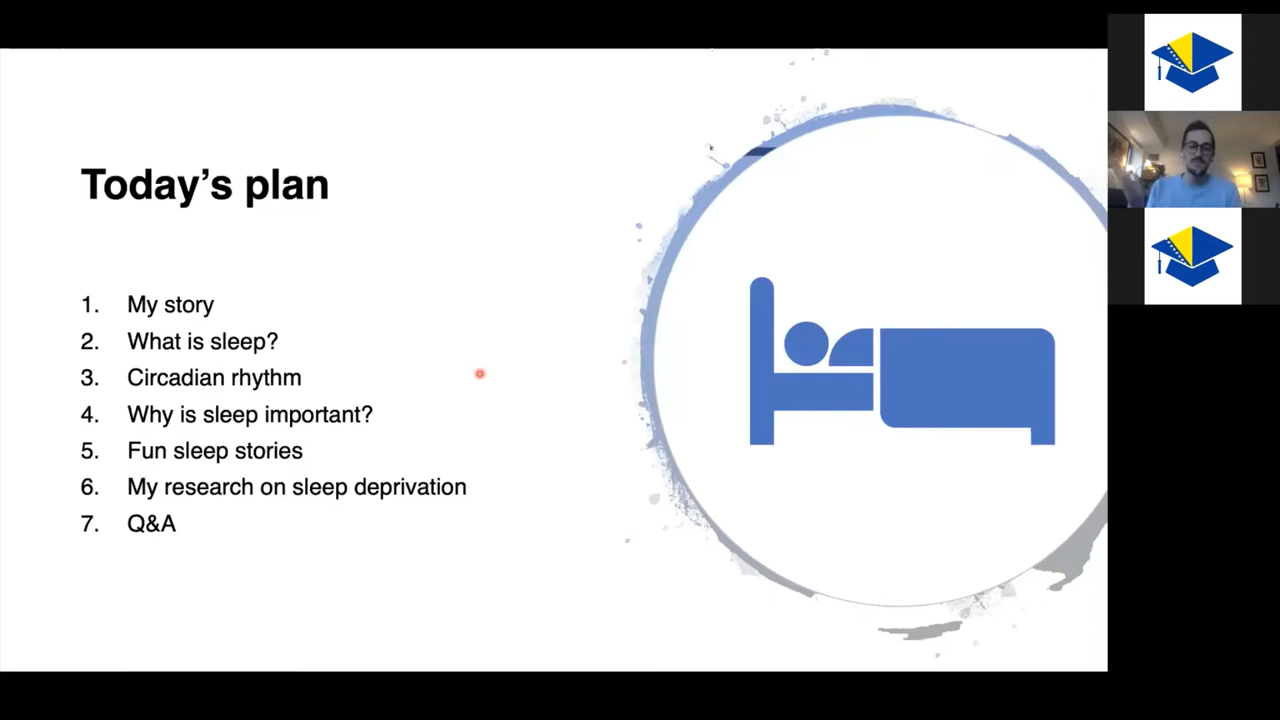 Today’s plan
1. My story
2. What is sleep?
3. Circadian rhythm
4. Why is sleep important?
5. Fun sleep stories
6. My research on sleep deprivation
7. Q&A